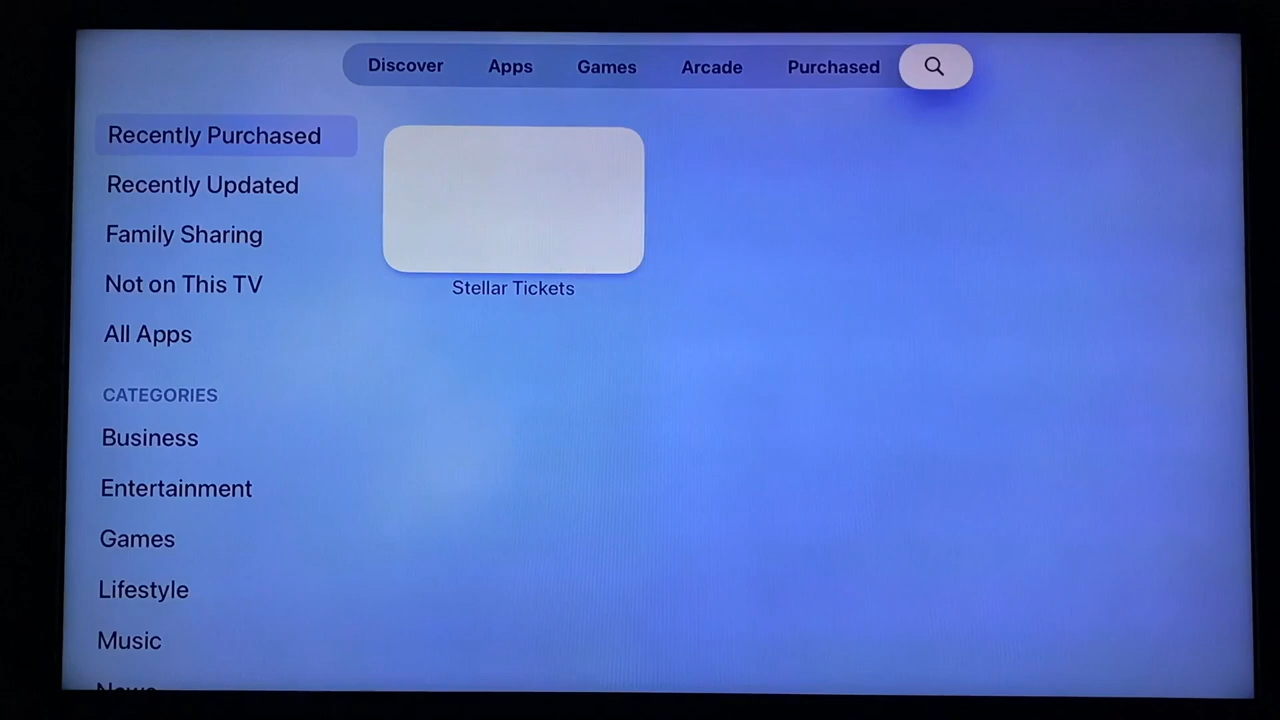 Discover Apps Games Arcade Purchased
Recently Purchased
Recently Updated
Family Sharing
Not on This TV
All Apps
CATEGORIES
Business
Entertainment
Games
Lifestyle
Music
News
Stellar Tickets